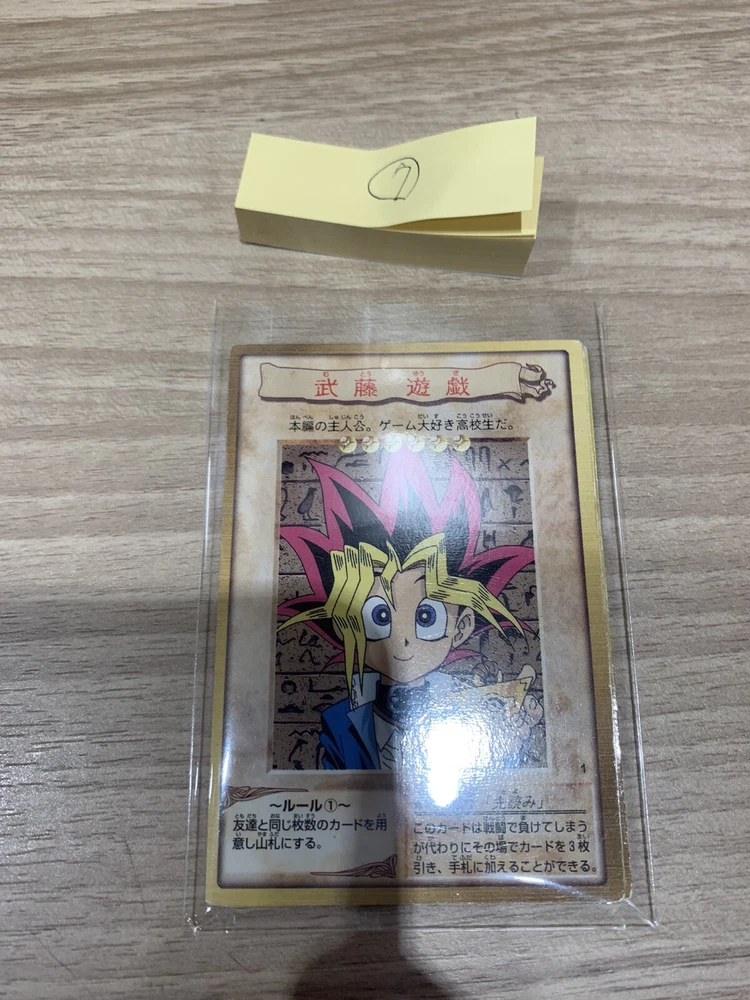 ⑦
武藤 遊戯
本編の主人公。ゲーム大好き高校生だ。
1
〜ルール①〜
友達と同じ枚数のカードを用
意し山札にする。
「先読み」
このカードは戦闘で負けてしまう
が代わりにその場でカードを3枚
引き、手札に加えることができる。